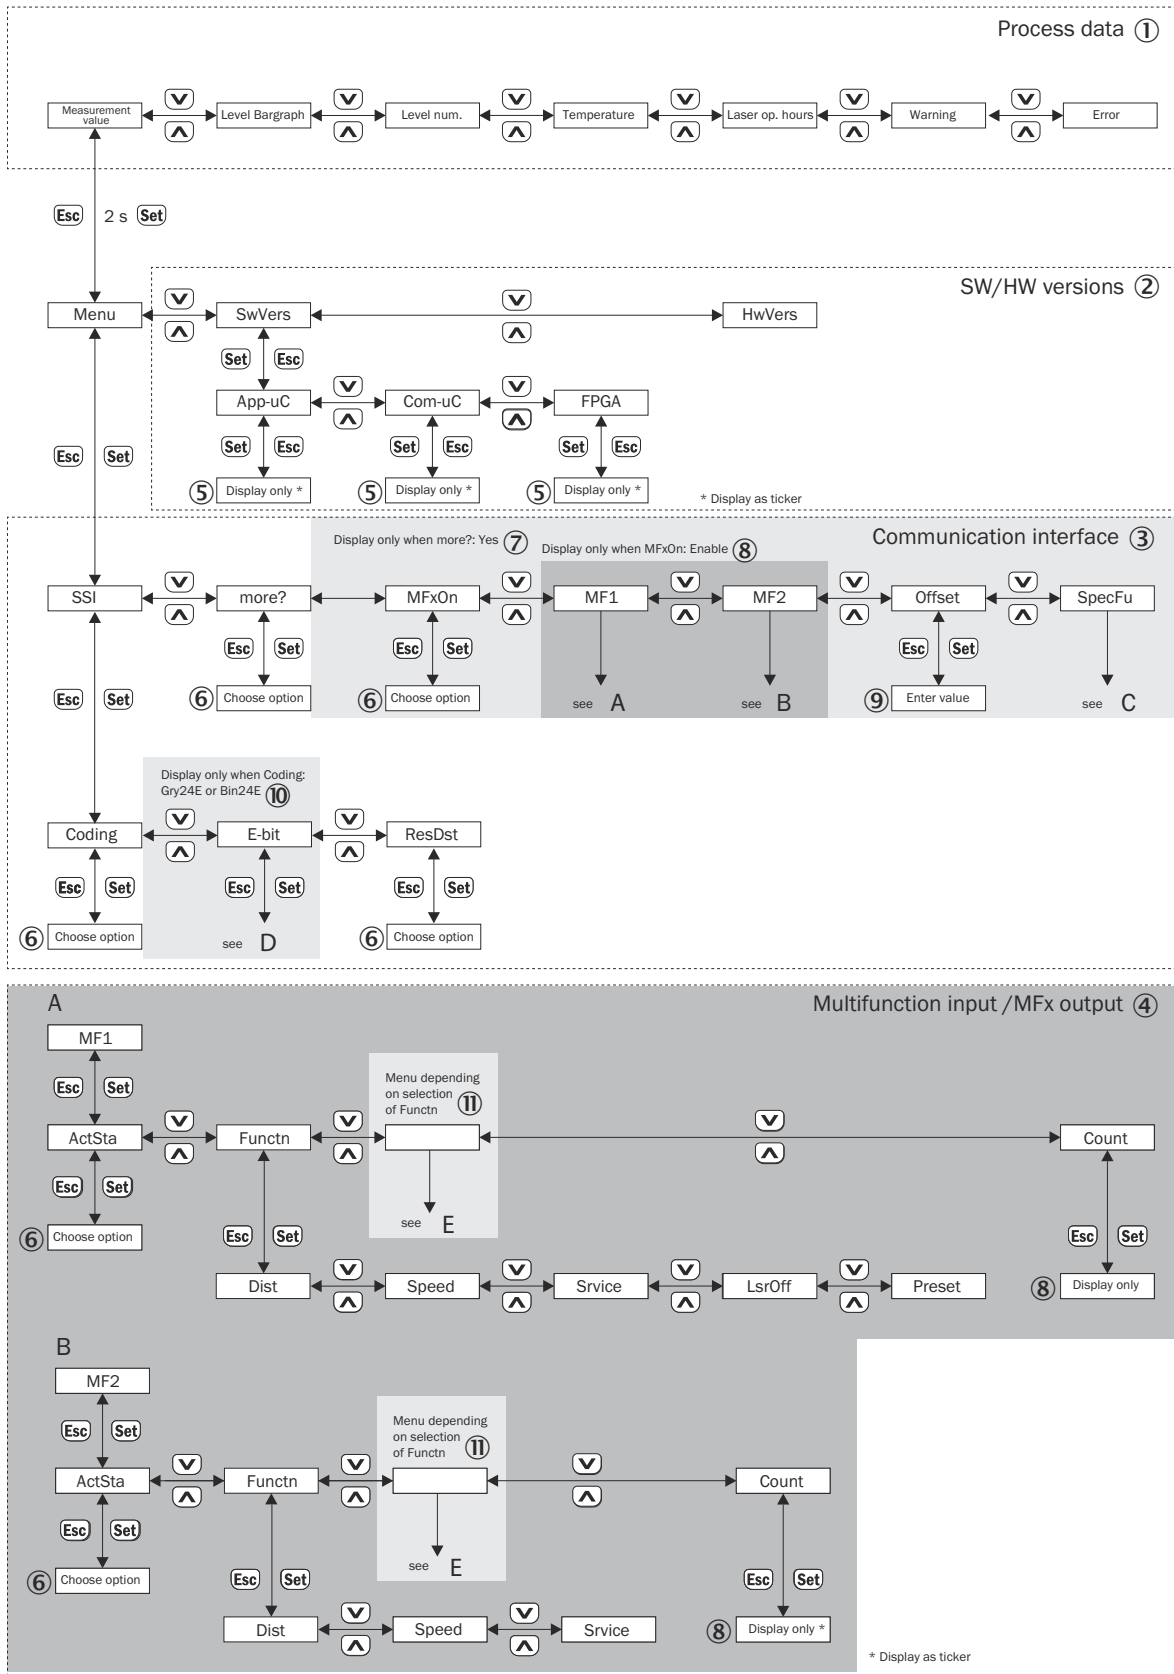 Process data ①
Measurement value
Level Bargraph
Level num.
Temperature
Laser op. hours
Warning
Error
Esc 2 s Set
SW/HW versions ②
Menu
SwVers
HwVers
Set Esc
App-uC
Com-uC
FPGA
Esc Set
Set Esc
Set Esc
Set Esc
⑤ Display only *
⑤ Display only *
⑤ Display only *
* Display as ticker
Communication interface ③
Display only when more?: Yes ⑦
Display only when MFxOn: Enable ⑧
SSI
more?
MFxOn
MF1
MF2
Offset
SpecFu
Esc Set
Esc Set
Esc Set
Esc Set
⑥ Choose option
⑥ Choose option
see A
see B
⑨ Enter value
see C
Display only when Coding:
Gry24E or Bin24E ⑩
Coding
E-bit
ResDst
Esc Set
Esc Set
Esc Set
⑥ Choose option
see D
⑥ Choose option
A
Multifunction input /MFx output ④
MF1
Esc Set
Menu depending
on selection
of Functn ⑪
ActSta
Functn
Count
Esc Set
⑥ Choose option
see E
Esc Set
Esc Set
Dist
Speed
Srvice
LsrOff
Preset
⑧ Display only
B
MF2
Esc Set
Menu depending
on selection
of Functn ⑪
ActSta
Functn
Count
Esc Set
⑥ Choose option
see E
Esc Set
Esc Set
Dist
Speed
Srvice
⑧ Display only *
* Display as ticker